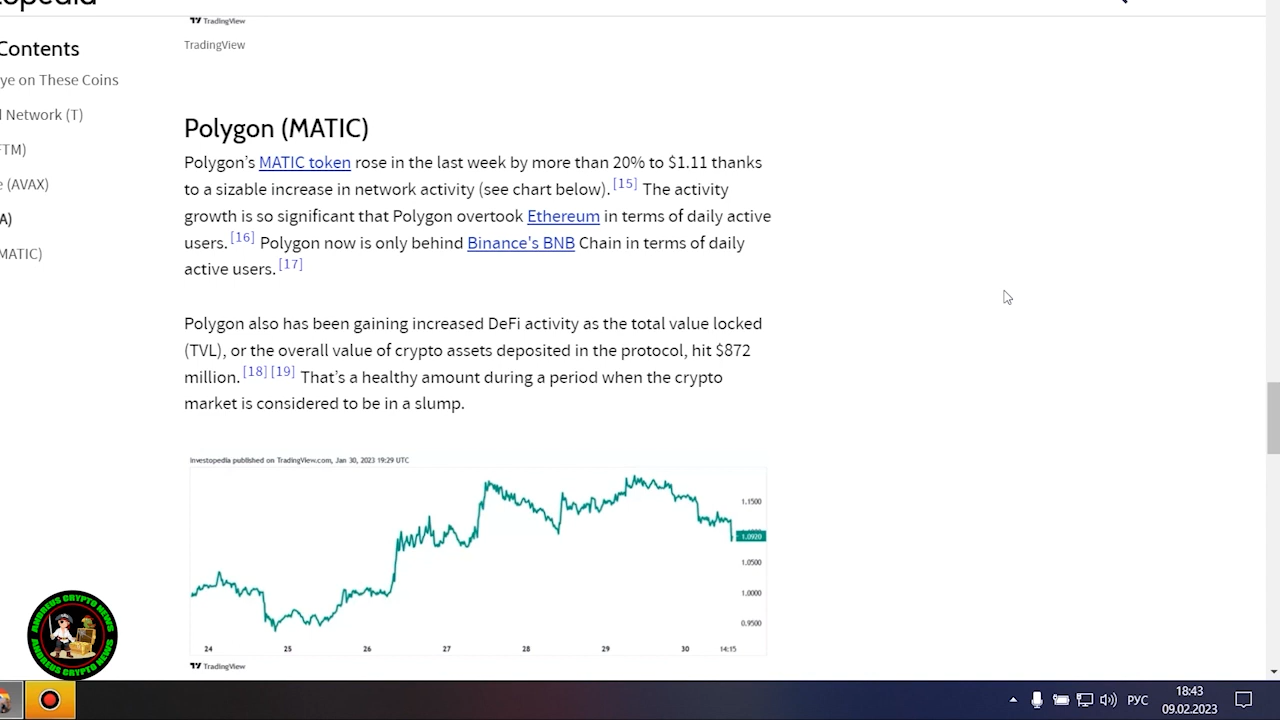 TradingView
TradingView
Contents
ye on These Coins
l Network (T)
FTM)
e (AVAX)
A)
MATIC)
Polygon (MATIC)
Polygon's MATIC token rose in the last week by more than 20% to $1.11 thanks
to a sizable increase in network activity (see chart below). [15] The activity
growth is so significant that Polygon overtook Ethereum in terms of daily active
users. [16] Polygon now is only behind Binance's BNB Chain in terms of daily
active users. [17]
Polygon also has been gaining increased DeFi activity as the total value locked
(TVL), or the overall value of crypto assets deposited in the protocol, hit $872
million. [18] [19] That's a healthy amount during a period when the crypto
market is considered to be in a slump.
Investopedia published on TradingView.com, Jan 30, 2023 19:29 UTC
1.1500
1.0920
1.0500
1.0000
0.9500
24 25 26 27 28 29 30 14:15
TradingView
ANDREUS CRYPTO NEWS
ANDREUS CRYPTO NEWS
РУС
18:43
09.02.2023